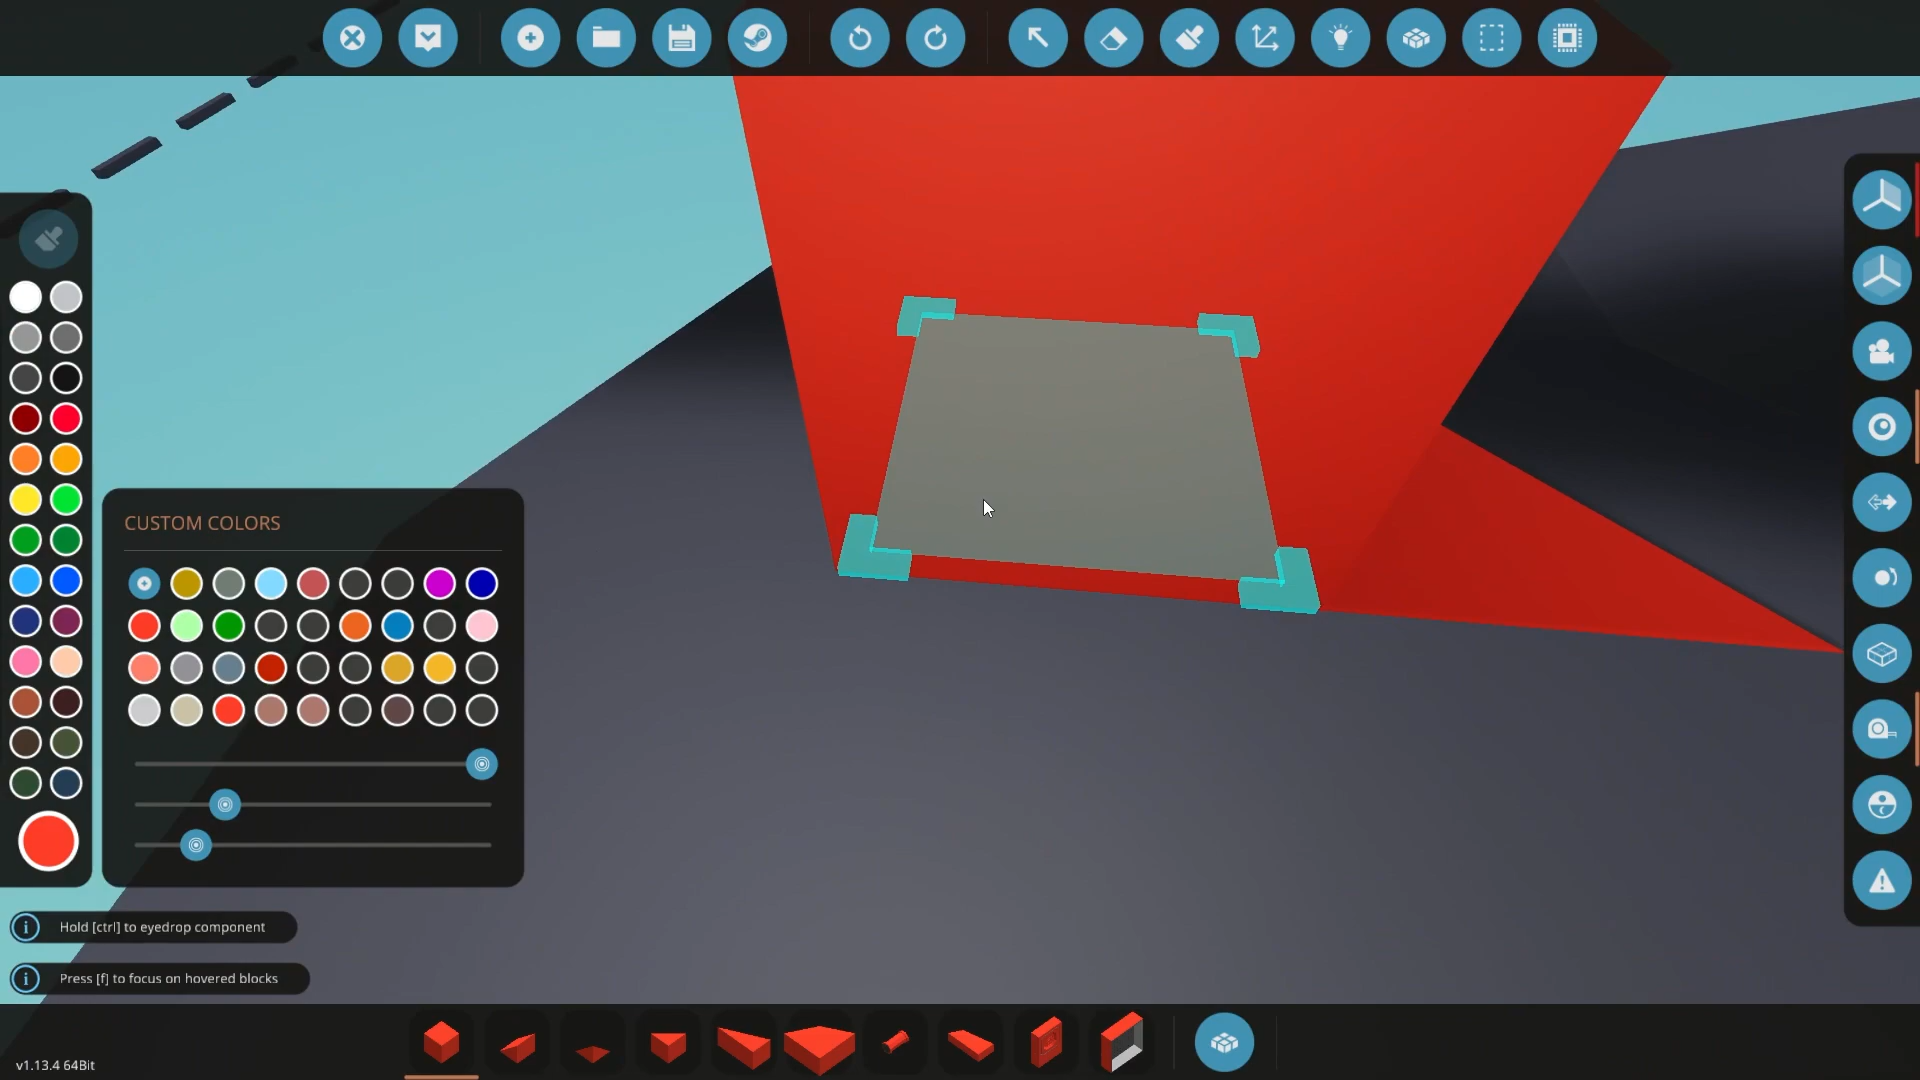 CUSTOM COLORS
Hold [ctrl] to eyedrop component
Press [f] to focus on hovered blocks
v1.13.4 64Bit